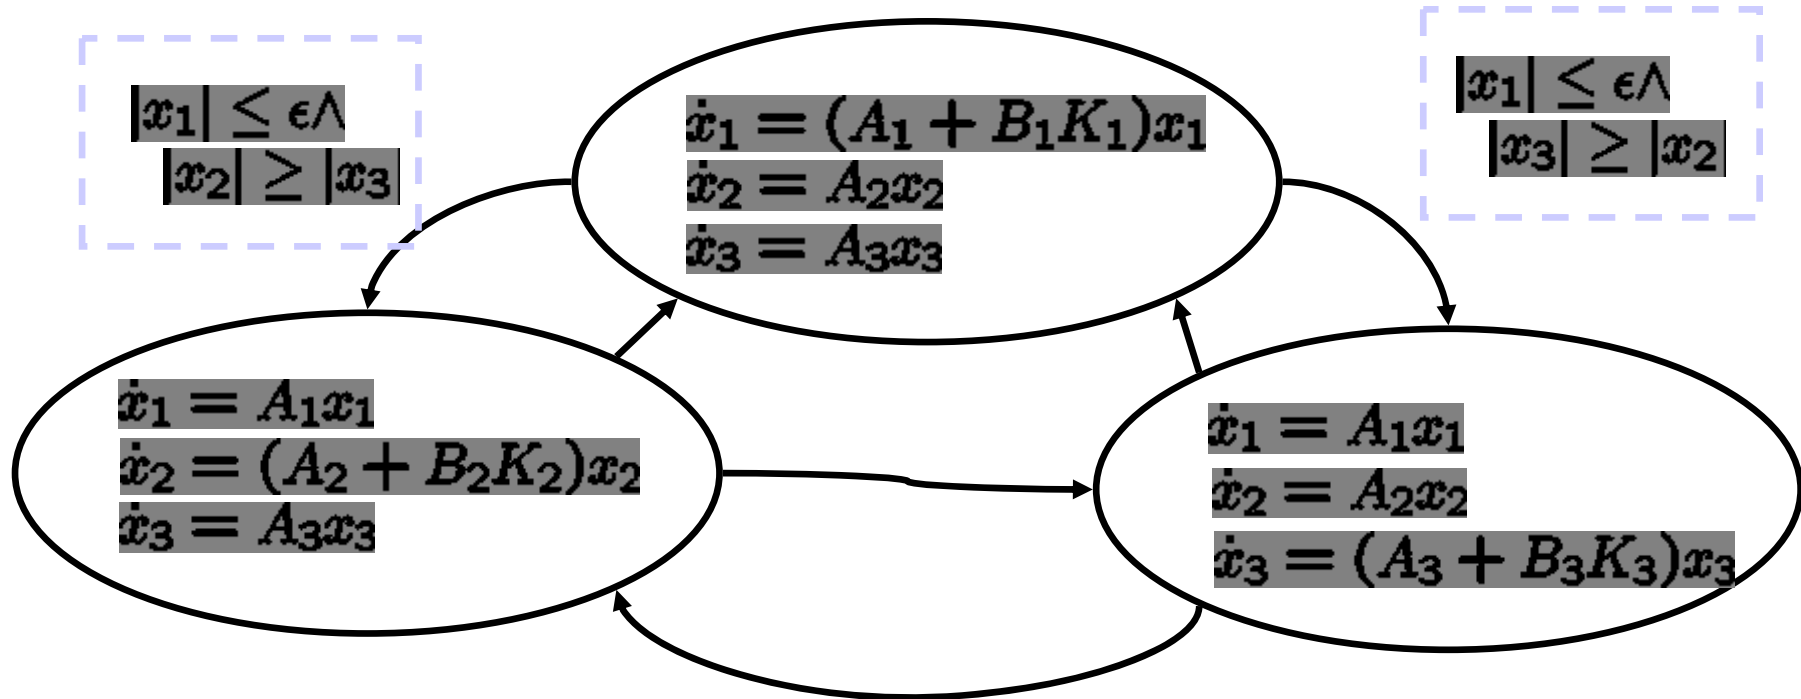 |x₁| ≤ ϵ∧
|x₂| ≥ |x₃|
ẋ₁ = (A₁ + B₁K₁)x₁
ẋ₂ = A₂x₂
ẋ₃ = A₃x₃
|x₁| ≤ ϵ∧
|x₃| ≥ |x₂|
ẋ₁ = A₁x₁
ẋ₂ = (A₂ + B₂K₂)x₂
ẋ₃ = A₃x₃
ẋ₁ = A₁x₁
ẋ₂ = A₂x₂
ẋ₃ = (A₃ + B₃K₃)x₃